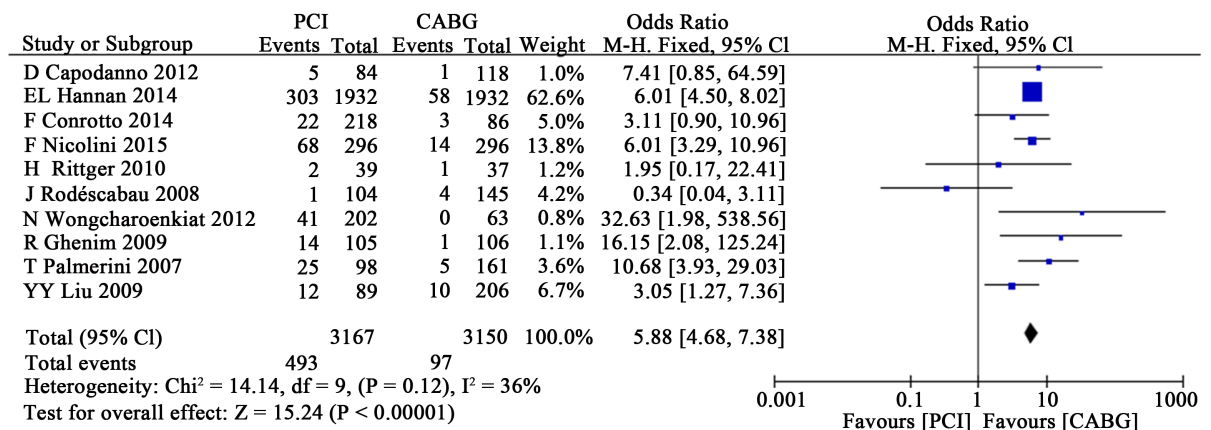 PCI CABG Odds Ratio Odds Ratio
Study or Subgroup Events Total Events Total Weight M-H. Fixed, 95% Cl M-H. Fixed, 95% Cl
D Capodanno 2012 5 84 1 118 1.0% 7.41 [0.85, 64.59]
EL Hannan 2014 303 1932 58 1932 62.6% 6.01 [4.50, 8.02]
F Conrotto 2014 22 218 3 86 5.0% 3.11 [0.90, 10.96]
F Nicolini 2015 68 296 14 296 13.8% 6.01 [3.29, 10.96]
H Rittger 2010 2 39 1 37 1.2% 1.95 [0.17, 22.41]
J Rodéscabau 2008 1 104 4 145 4.2% 0.34 [0.04, 3.11]
N Wongcharoenkiat 2012 41 202 0 63 0.8% 32.63 [1.98, 538.56]
R Ghenim 2009 14 105 1 106 1.1% 16.15 [2.08, 125.24]
T Palmerini 2007 25 98 5 161 3.6% 10.68 [3.93, 29.03]
YY Liu 2009 12 89 10 206 6.7% 3.05 [1.27, 7.36]
Total (95% Cl) 3167 3150 100.0% 5.88 [4.68, 7.38]
Total events 493 97
Heterogeneity: Chi² = 14.14, df = 9, (P = 0.12), I² = 36%
Test for overall effect: Z = 15.24 (P < 0.00001)
0.001 0.1 1 10 1000
Favours [PCI] Favours [CABG]